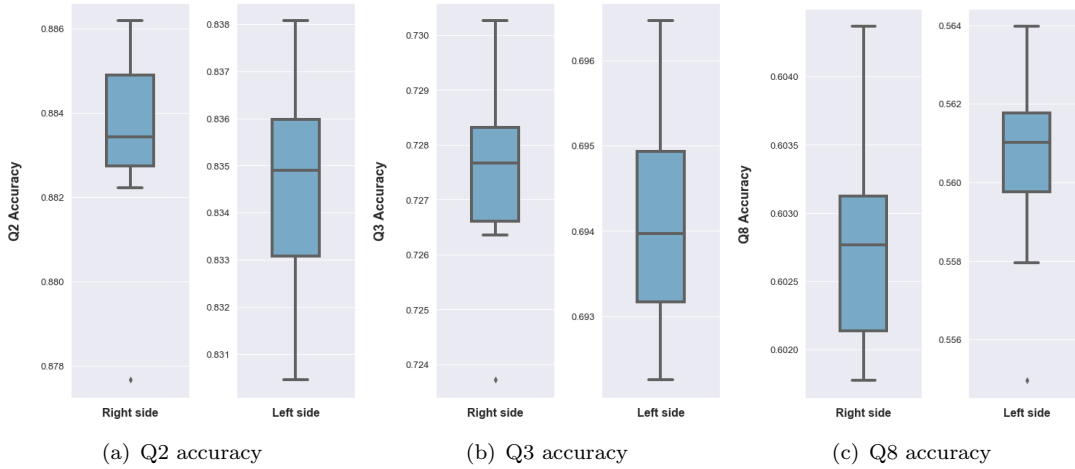 Q2 Accuracy
0.886
0.884
0.882
0.880
0.878
Right side
0.838
0.837
0.836
0.835
0.834
0.833
0.832
0.831
Left side
(a) Q2 accuracy
Q3 Accuracy
0.730
0.729
0.728
0.727
0.726
0.725
0.724
Right side
0.696
0.695
0.694
0.693
Left side
(b) Q3 accuracy
Q8 Accuracy
0.6040
0.6035
0.6030
0.6025
0.6020
Right side
0.564
0.562
0.560
0.558
0.556
Left side
(c) Q8 accuracy